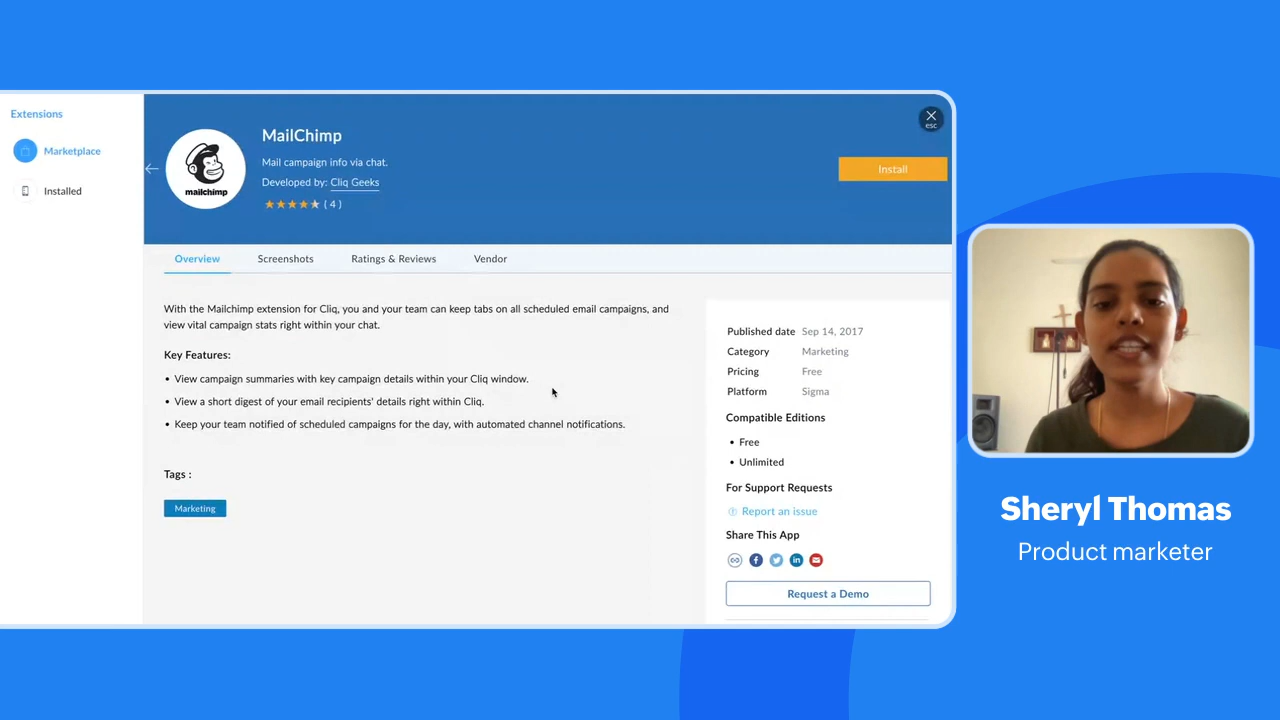 Extensions
Marketplace
Installed
mailchimp
MailChimp
Mail campaign info via chat.
Developed by: Cliq Geeks
( 4 )
Install
esc
Overview
Screenshots
Ratings & Reviews
Vendor
With the Mailchimp extension for Cliq, you and your team can keep tabs on all scheduled email campaigns, and
view vital campaign stats right within your chat.
Key Features:
• View campaign summaries with key campaign details within your Cliq window.
• View a short digest of your email recipients' details right within Cliq.
• Keep your team notified of scheduled campaigns for the day, with automated channel notifications.
Tags :
Marketing
Published date Sep 14, 2017
Category Marketing
Pricing Free
Platform Sigma
Compatible Editions
• Free
• Unlimited
For Support Requests
Report an issue
Share This App
Request a Demo
Sheryl Thomas
Product marketer